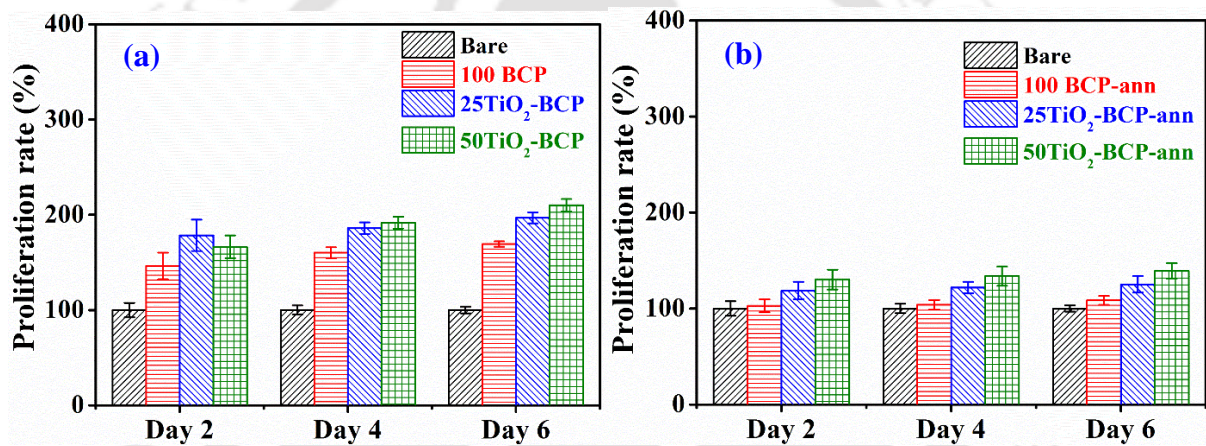 Proliferation rate (%)
400
300
200
100
0
(a)
Bare
100 BCP
25TiO₂-BCP
50TiO₂-BCP
Day 2
Day 4
Day 6
Proliferation rate (%)
400
300
200
100
0
(b)
Bare
100 BCP-ann
25TiO₂-BCP-ann
50TiO₂-BCP-ann
Day 2
Day 4
Day 6